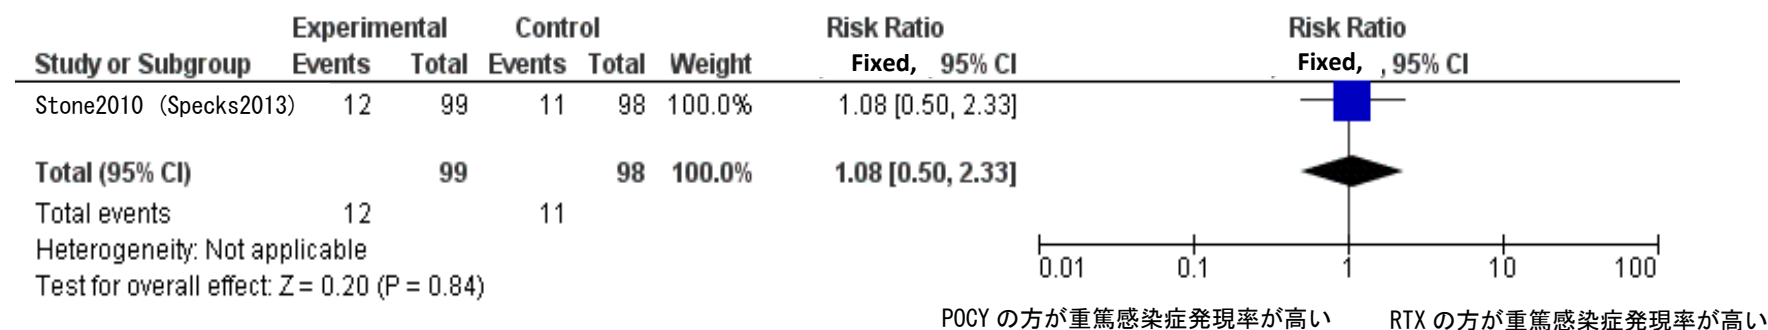 Experimental Control Risk Ratio Risk Ratio
Study or Subgroup Events Total Events Total Weight Fixed, 95% CI Fixed, , 95% CI
Stone2010 (Specks2013) 12 99 11 98 100.0% 1.08 [0.50, 2.33]
Total (95% CI) 99 98 100.0% 1.08 [0.50, 2.33]
Total events 12 11
Heterogeneity: Not applicable
Test for overall effect: Z = 0.20 (P = 0.84)
0.01 0.1 1 10 100
POCY の方が重篤感染症発現率が高い RTX の方が重篤感染症発現率が高い